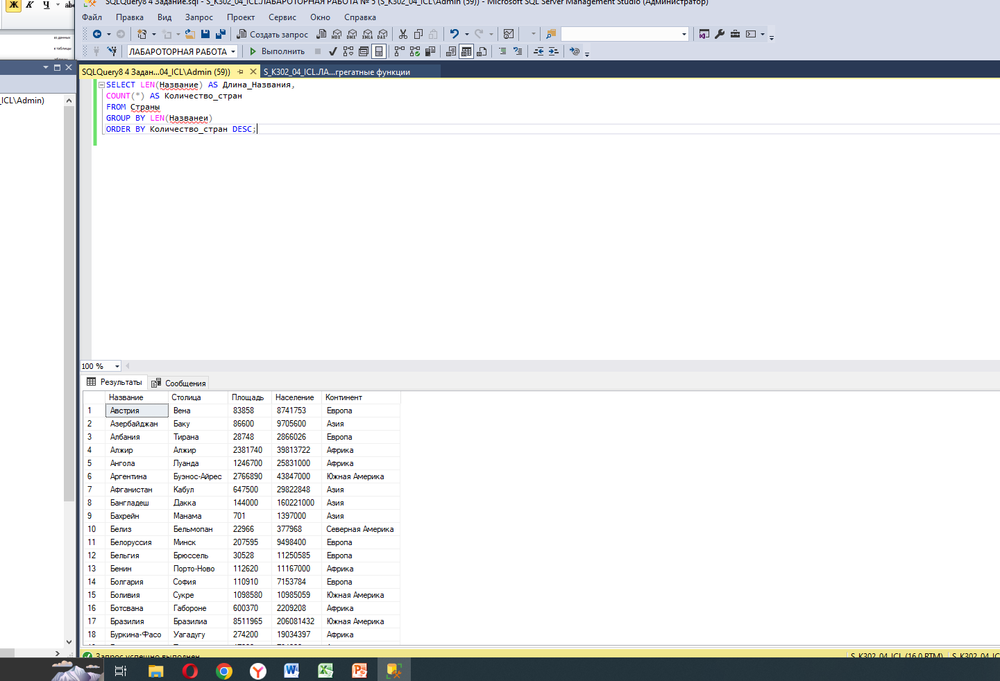 SQLQuery8 4 Задание.sql - S_K302_04_ICL.ЛАБАРОТОРНАЯ РАБОТА № 5 (S_K302_04_ICL\Admin (59)) - Microsoft SQL Server Management Studio (Администратор)
Ж К Ч abc
Файл Правка Вид Запрос Проект Сервис Окно Справка
из данных
Создать запрос MDX DMX XMLA DAX
к таблицы
ЛАБАРОТОРНАЯ РАБОТА Выполнить
SQLQuery8 4 Задан...04_ICL\Admin (59)) S_K302_04_ICL.ЛА...грегатные функции
_ICL\Admin)
SELECT LEN(Название) AS Длина_Названия,
COUNT(*) AS Количество_стран
FROM Страны
GROUP BY LEN(Названеи)
ORDER BY Количество_стран DESC;
100 %
Результаты Сообщения
Название Столица Площадь Население Континент
1 Австрия Вена 83858 8741753 Европа
2 Азербайджан Баку 86600 9705600 Азия
3 Албания Тирана 28748 2866026 Европа
4 Алжир Алжир 2381740 39813722 Африка
5 Ангола Луанда 1246700 25831000 Африка
6 Аргентина Буэнос-Айрес 2766890 43847000 Южная Америка
7 Афганистан Кабул 647500 29822848 Азия
8 Бангладеш Дакка 144000 160221000 Азия
9 Бахрейн Манама 701 1397000 Азия
10 Белиз Бельмопан 22966 377968 Северная Америка
11 Белоруссия Минск 207595 9498400 Европа
12 Бельгия Брюссель 30528 11250585 Европа
13 Бенин Порто-Ново 112620 11167000 Африка
14 Болгария София 110910 7153784 Европа
15 Боливия Сукре 1098580 10985059 Южная Америка
16 Ботсвана Габороне 600370 2209208 Африка
17 Бразилия Бразилиа 8511965 206081432 Южная Америка
18 Буркина-Фасо Уагадугу 274200 19034397 Африка
Запрос успешно выполнен
S_K302_04_ICL (16.0 RTM) S_K302_04_IC